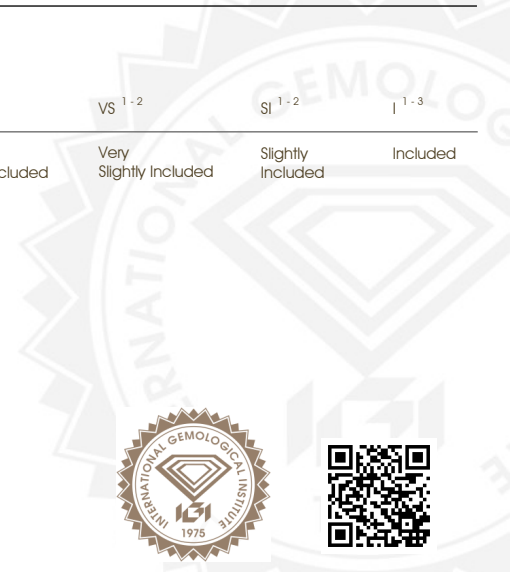 VS 1 - 2 SI 1 - 2 I 1 - 3
cluded Very Slightly Included Slightly Included Included
INTERNATIONAL GEMOLOGICAL INSTITUTE
IGI
1975